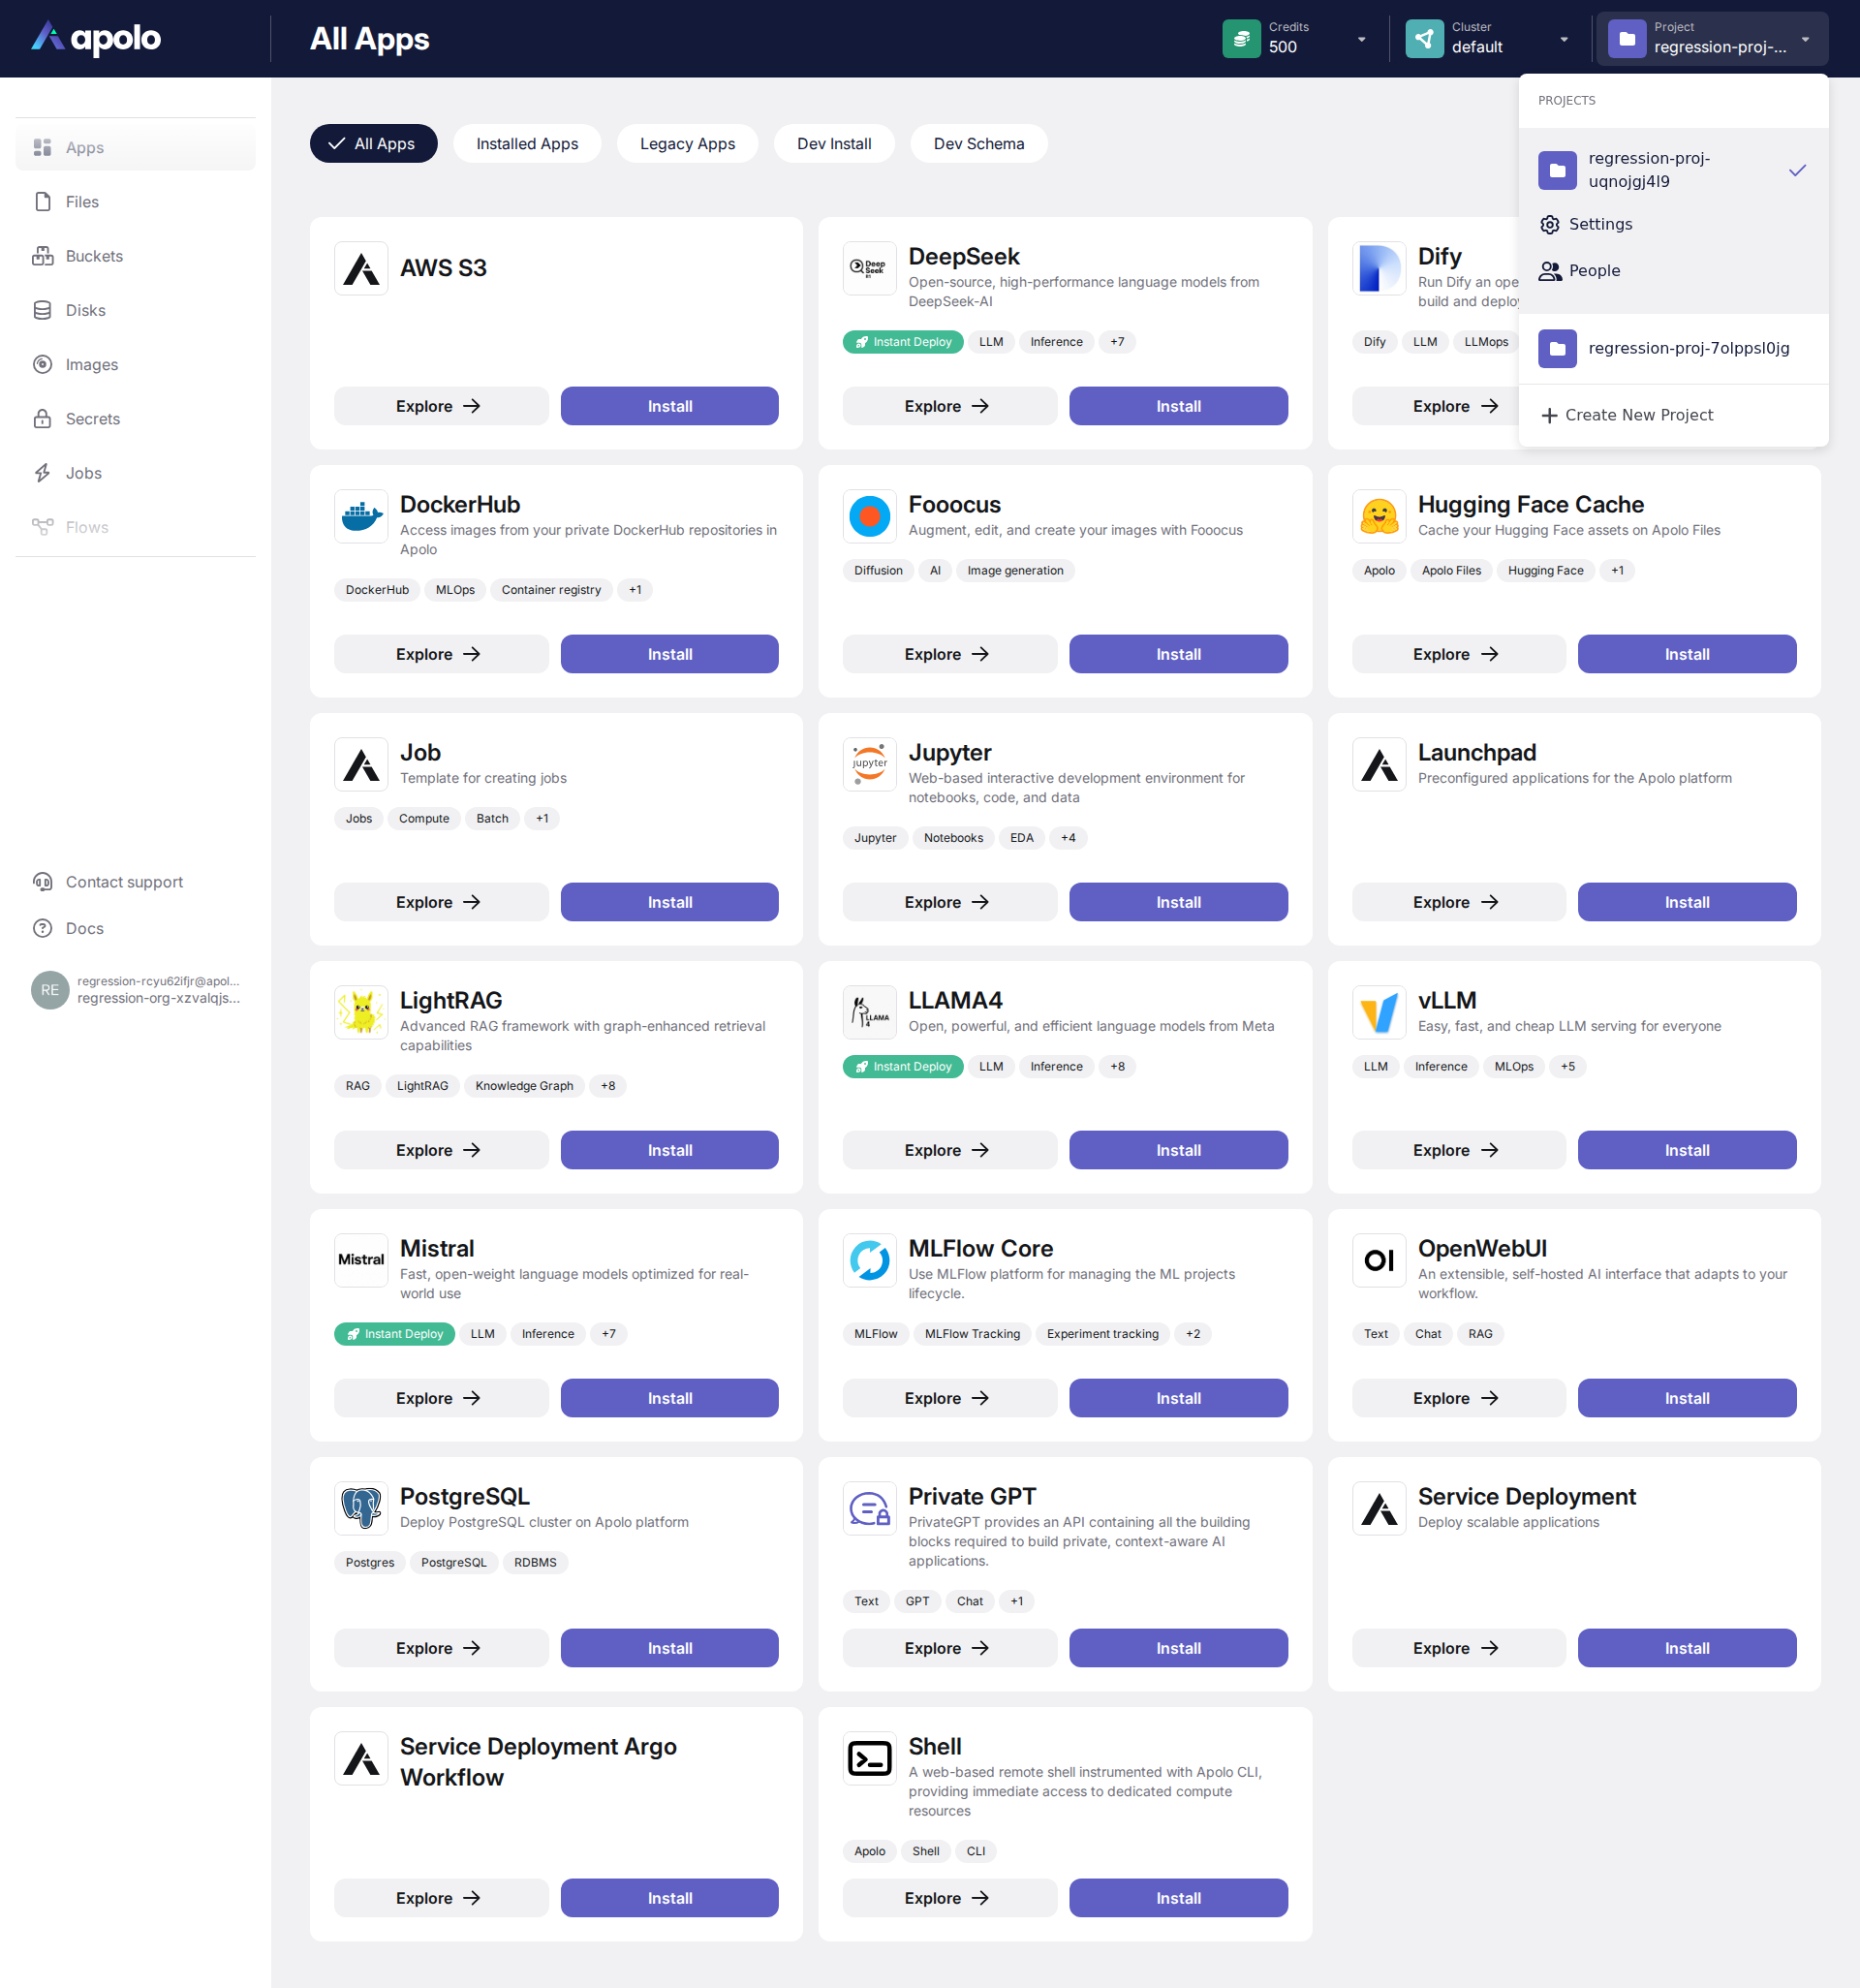 apolo
All Apps
Credits
500
Cluster
default
Project
regression-proj-...
PROJECTS
regression-proj-
uqnojgj4l9
Settings
People
regression-proj-7olppsl0jg
Create New Project
Apps
Files
Buckets
Disks
Images
Secrets
Jobs
Flows
Contact support
Docs
RE
regression-rcyu62ifjr@apol...
regression-org-xzvalqjs...
All Apps
Installed Apps
Legacy Apps
Dev Install
Dev Schema
AWS S3
Explore
Install
Deep
Seek
R1
DeepSeek
Open-source, high-performance language models from
DeepSeek-AI
Instant Deploy
LLM
Inference
+7
Explore
Install
Dify
Run Dify an ope
build and deploy
Dify
LLM
LLMops
Explore
DockerHub
Access images from your private DockerHub repositories in
Apolo
DockerHub
MLOps
Container registry
+1
Explore
Install
Fooocus
Augment, edit, and create your images with Fooocus
Diffusion
AI
Image generation
Explore
Install
Hugging Face Cache
Cache your Hugging Face assets on Apolo Files
Apolo
Apolo Files
Hugging Face
+1
Explore
Install
Job
Template for creating jobs
Jobs
Compute
Batch
+1
Explore
Install
jupyter
Jupyter
Web-based interactive development environment for
notebooks, code, and data
Jupyter
Notebooks
EDA
+4
Explore
Install
Launchpad
Preconfigured applications for the Apolo platform
Explore
Install
LightRAG
Advanced RAG framework with graph-enhanced retrieval
capabilities
RAG
LightRAG
Knowledge Graph
+8
Explore
Install
LLAMA
4
LLAMA4
Open, powerful, and efficient language models from Meta
Instant Deploy
LLM
Inference
+8
Explore
Install
vLLM
Easy, fast, and cheap LLM serving for everyone
LLM
Inference
MLOps
+5
Explore
Install
Mistral
Mistral
Fast, open-weight language models optimized for real-
world use
Instant Deploy
LLM
Inference
+7
Explore
Install
MLFlow Core
Use MLFlow platform for managing the ML projects
lifecycle.
MLFlow
MLFlow Tracking
Experiment tracking
+2
Explore
Install
OI
OpenWebUI
An extensible, self-hosted AI interface that adapts to your
workflow.
Text
Chat
RAG
Explore
Install
PostgreSQL
Deploy PostgreSQL cluster on Apolo platform
Postgres
PostgreSQL
RDBMS
Explore
Install
Private GPT
PrivateGPT provides an API containing all the building
blocks required to build private, context-aware AI
applications.
Text
GPT
Chat
+1
Explore
Install
Service Deployment
Deploy scalable applications
Explore
Install
Service Deployment Argo
Workflow
Explore
Install
Shell
A web-based remote shell instrumented with Apolo CLI,
providing immediate access to dedicated compute
resources
Apolo
Shell
CLI
Explore
Install